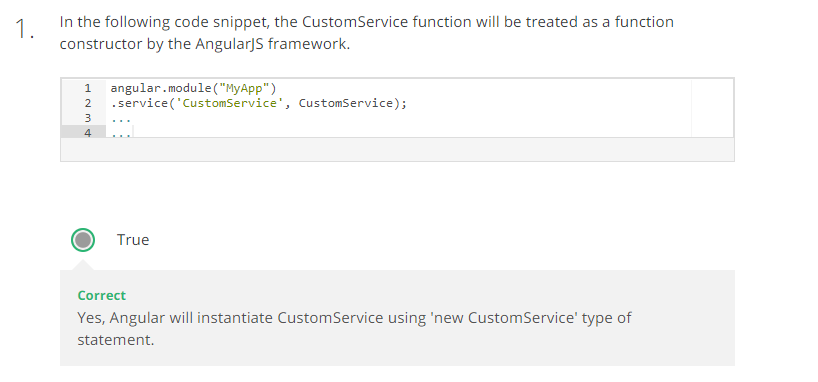 1.
In the following code snippet, the CustomService function will be treated as a function
constructor by the AngularJS framework.
1 angular.module("MyApp")
2 .service('CustomService', CustomService);
3 ...
4 ...
True
Correct
Yes, Angular will instantiate CustomService using 'new CustomService' type of
statement.